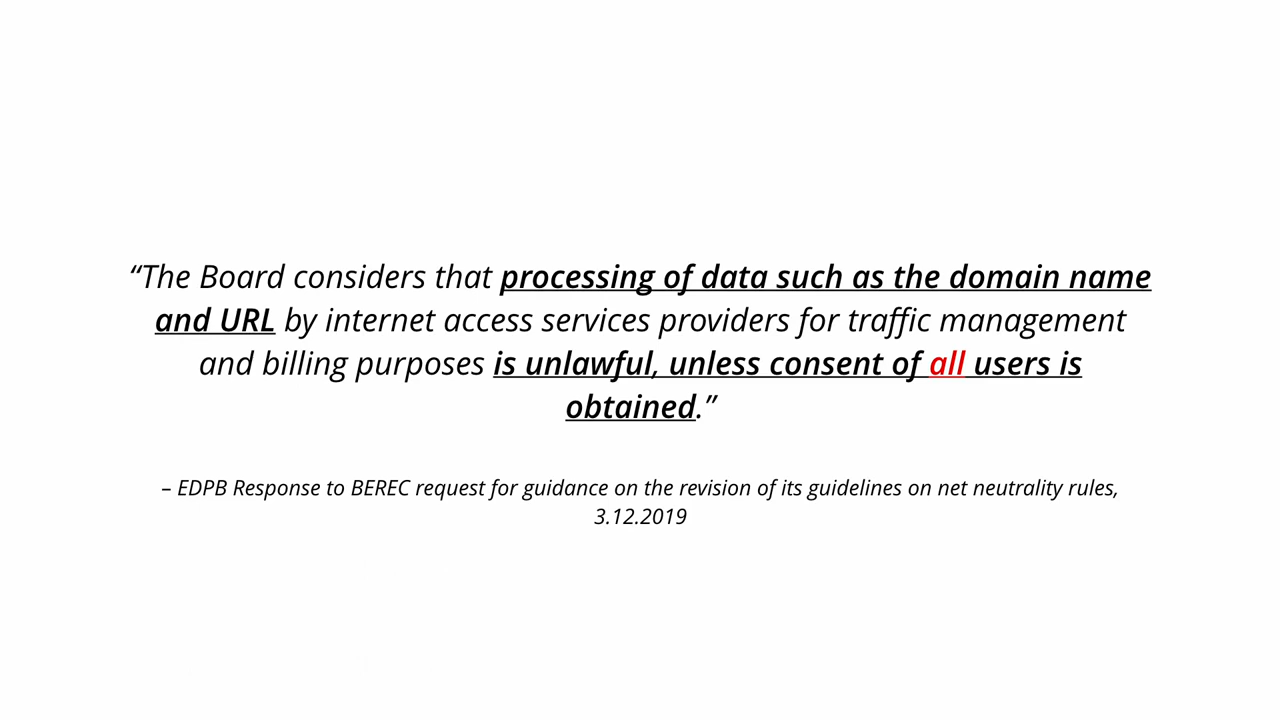 “The Board considers that processing of data such as the domain name
and URL by internet access services providers for traffic management
and billing purposes is unlawful, unless consent of all users is
obtained.”
– EDPB Response to BEREC request for guidance on the revision of its guidelines on net neutrality rules,
3.12.2019